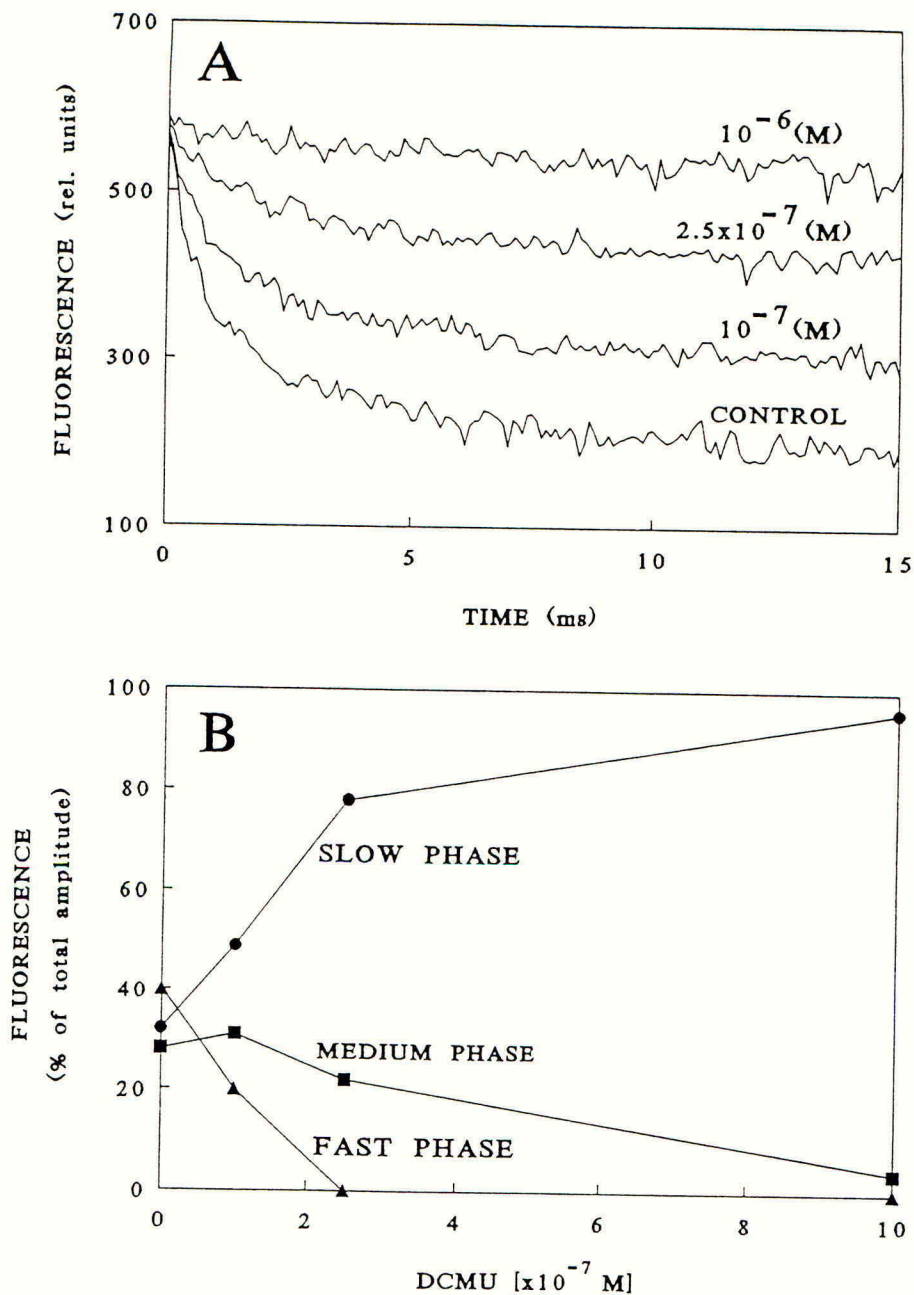 A
700
500
300
100
FLUORESCENCE (rel. units)
10⁻⁶(M)
2.5x10⁻⁷(M)
10⁻⁷(M)
CONTROL
0 5 10 15
TIME (ms)
B
100
80
60
40
20
0
FLUORESCENCE
(% of total amplitude)
SLOW PHASE
MEDIUM PHASE
FAST PHASE
0 2 4 6 8 10
DCMU [x10⁻⁷ M]